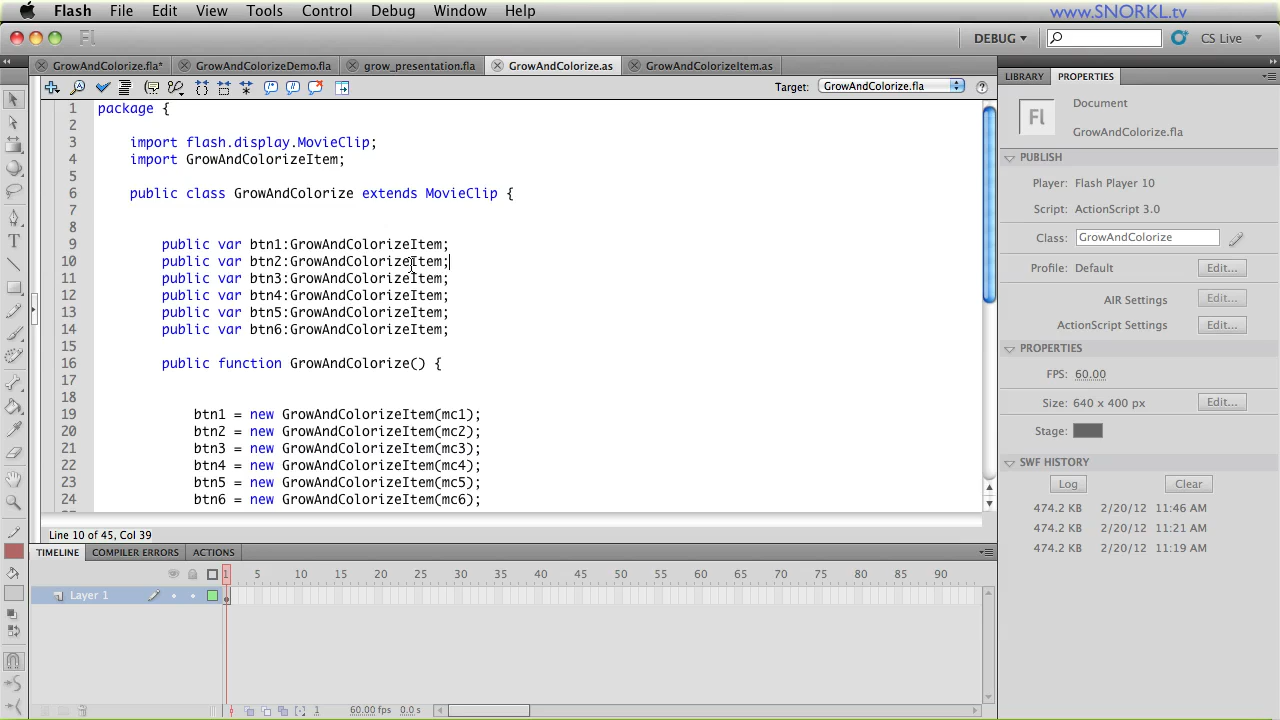 Flash File Edit View Insert Modify Text Commands Control Debug Window Help
www.SNORKL.tv
Fl DEBUG CS Live
GrowAndColorize.fla* GrowAndColorizeDemo.fla grow_presentation.fla GrowAndColorize.as GrowAndColorizeItem.as
Target: GrowAndColorize.fla
1 package {
2
3 import flash.display.MovieClip;
4 import GrowAndColorizeItem;
5
6 public class GrowAndColorize extends MovieClip {
7
8
9 public var btn1:GrowAndColorizeItem;
10 public var btn2:GrowAndColorizeItem;
11 public var btn3:GrowAndColorizeItem;
12 public var btn4:GrowAndColorizeItem;
13 public var btn5:GrowAndColorizeItem;
14 public var btn6:GrowAndColorizeItem;
15
16 public function GrowAndColorize() {
17
18
19 btn1 = new GrowAndColorizeItem(mc1);
20 btn2 = new GrowAndColorizeItem(mc2);
21 btn3 = new GrowAndColorizeItem(mc3);
22 btn4 = new GrowAndColorizeItem(mc4);
23 btn5 = new GrowAndColorizeItem(mc5);
24 btn6 = new GrowAndColorizeItem(mc6);
Line 10 of 45, Col 39
TIMELINE COMPILER ERRORS ACTIONS
1 5 10 15 20 25 30 35 40 45 50 55 60 65 70 75 80 85 90
Layer 1
1 60.00 fps 0.0 s
LIBRARY PROPERTIES
Fl Document
GrowAndColorize.fla
PUBLISH
Player: Flash Player 10
Script: ActionScript 3.0
Class: GrowAndColorize
Profile: Default Edit...
AIR Settings Edit...
ActionScript Settings Edit...
PROPERTIES
FPS: 60.00
Size: 640 x 400 px Edit...
Stage:
SWF HISTORY
Log Clear
474.2 KB 2/20/12 11:46 AM
474.2 KB 2/20/12 11:21 AM
474.2 KB 2/20/12 11:19 AM